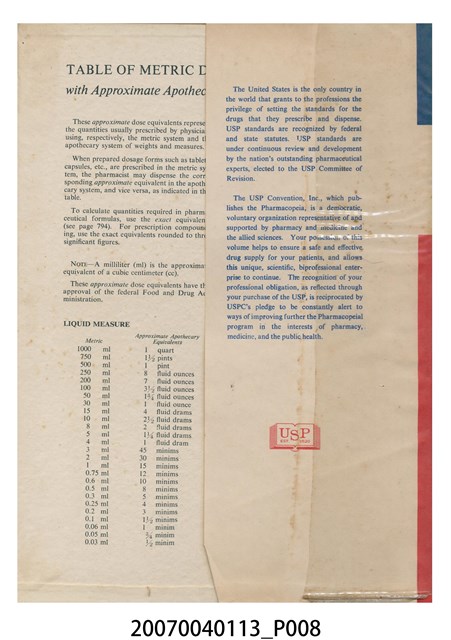 TABLE OF METRIC D
with Approximate Apothec
These approximate dose equivalents represe
the quantities usually prescribed by physicia
using, respectively, the metric system and th
apothecary system of weights and measures.
When prepared dosage forms such as tablet
capsules, etc., are prescribed in the metric sy
tem, the pharmacist may dispense the corr
sponding approximate equivalent in the apoth
cary system, and vice versa, as indicated in th
table.
To calculate quantities required in pharm
ceutical formulas, use the exact equivalen
(see page 794). For prescription compoun
ing, use the exact equivalents rounded to thr
significant figures.
NOTE—A milliliter (ml) is the approxima
equivalent of a cubic centimeter (cc).
These approximate dose equivalents have th
approval of the federal Food and Drug Ad
ministration.
LIQUID MEASURE
Metric Approximate Apothecary Equivalents
1000 ml 1 quart
750 ml 1½ pints
500 ml 1 pint
250 ml 8 fluid ounces
200 ml 7 fluid ounces
100 ml 3½ fluid ounces
50 ml 1¾ fluid ounces
30 ml 1 fluid ounce
15 ml 4 fluid drams
10 ml 2½ fluid drams
8 ml 2 fluid drams
5 ml 1¼ fluid drams
4 ml 1 fluid dram
3 ml 45 minims
2 ml 30 minims
1 ml 15 minims
0.75 ml 12 minims
0.6 ml 10 minims
0.5 ml 8 minims
0.3 ml 5 minims
0.25 ml 4 minims
0.2 ml 3 minims
0.1 ml 1½ minims
0.06 ml 1 minim
0.05 ml ¾ minim
0.03 ml ½ minim
The United States is the only country in
the world that grants to the professions the
privilege of setting the standards for the
drugs that they prescribe and dispense.
USP standards are recognized by federal
and state statutes. USP standards are
under continuous review and development
by the nation's outstanding pharmaceutical
experts, elected to the USP Committee of
Revision.
The USP Convention, Inc., which pub-
lishes the Pharmacopeia, is a democratic,
voluntary organization representative of and
supported by pharmacy and medicine and
the allied sciences. Your possession of this
volume helps to ensure a safe and effective
drug supply for your patients, and allows
this unique, scientific, biprofessional enter-
prise to continue. The recognition of your
professional obligation, as reflected through
your purchase of the USP, is reciprocated by
USPC's pledge to be constantly alert to
ways of improving further the Pharmacopeial
program in the interests of pharmacy,
medicine, and the public health.
USP
20070040113_P008